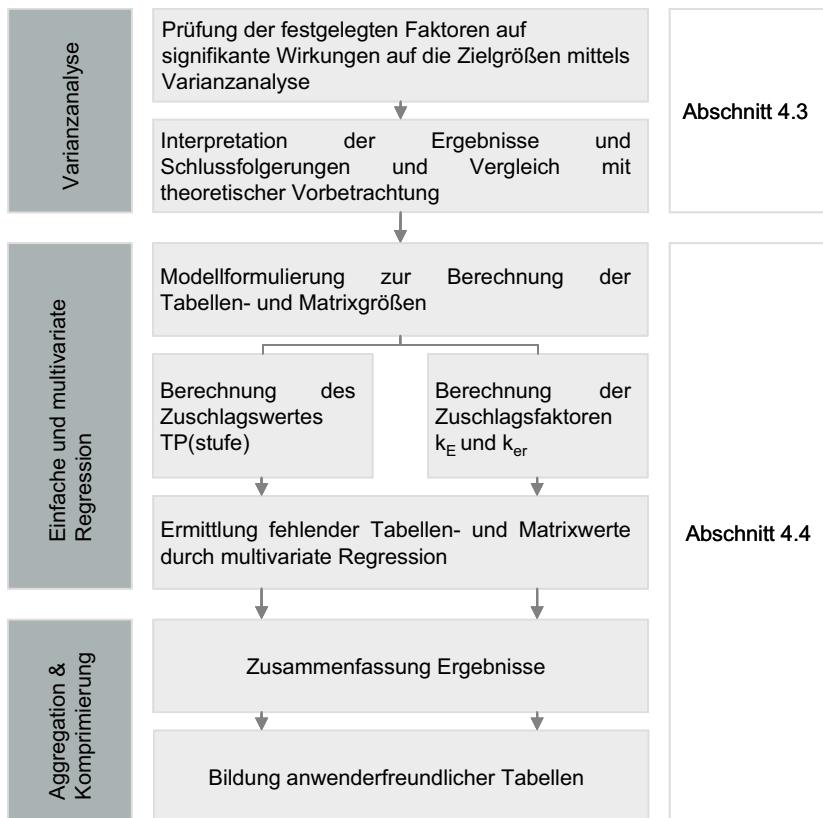 Varianzanalyse
Prüfung der festgelegten Faktoren auf
signifikante Wirkungen auf die Zielgrößen mittels
Varianzanalyse
Interpretation der Ergebnisse und
Schlussfolgerungen und Vergleich mit
theoretischer Vorbetrachtung
Abschnitt 4.3
Einfache und multivariate
Regression
Modellformulierung zur Berechnung der
Tabellen- und Matrixgrößen
Berechnung des
Zuschlagswertes
TP(stufe)
Berechnung der
Zuschlagsfaktoren
k_E und k_er
Ermittlung fehlender Tabellen- und Matrixwerte
durch multivariate Regression
Abschnitt 4.4
Aggregation &
Komprimierung
Zusammenfassung Ergebnisse
Bildung anwenderfreundlicher Tabellen